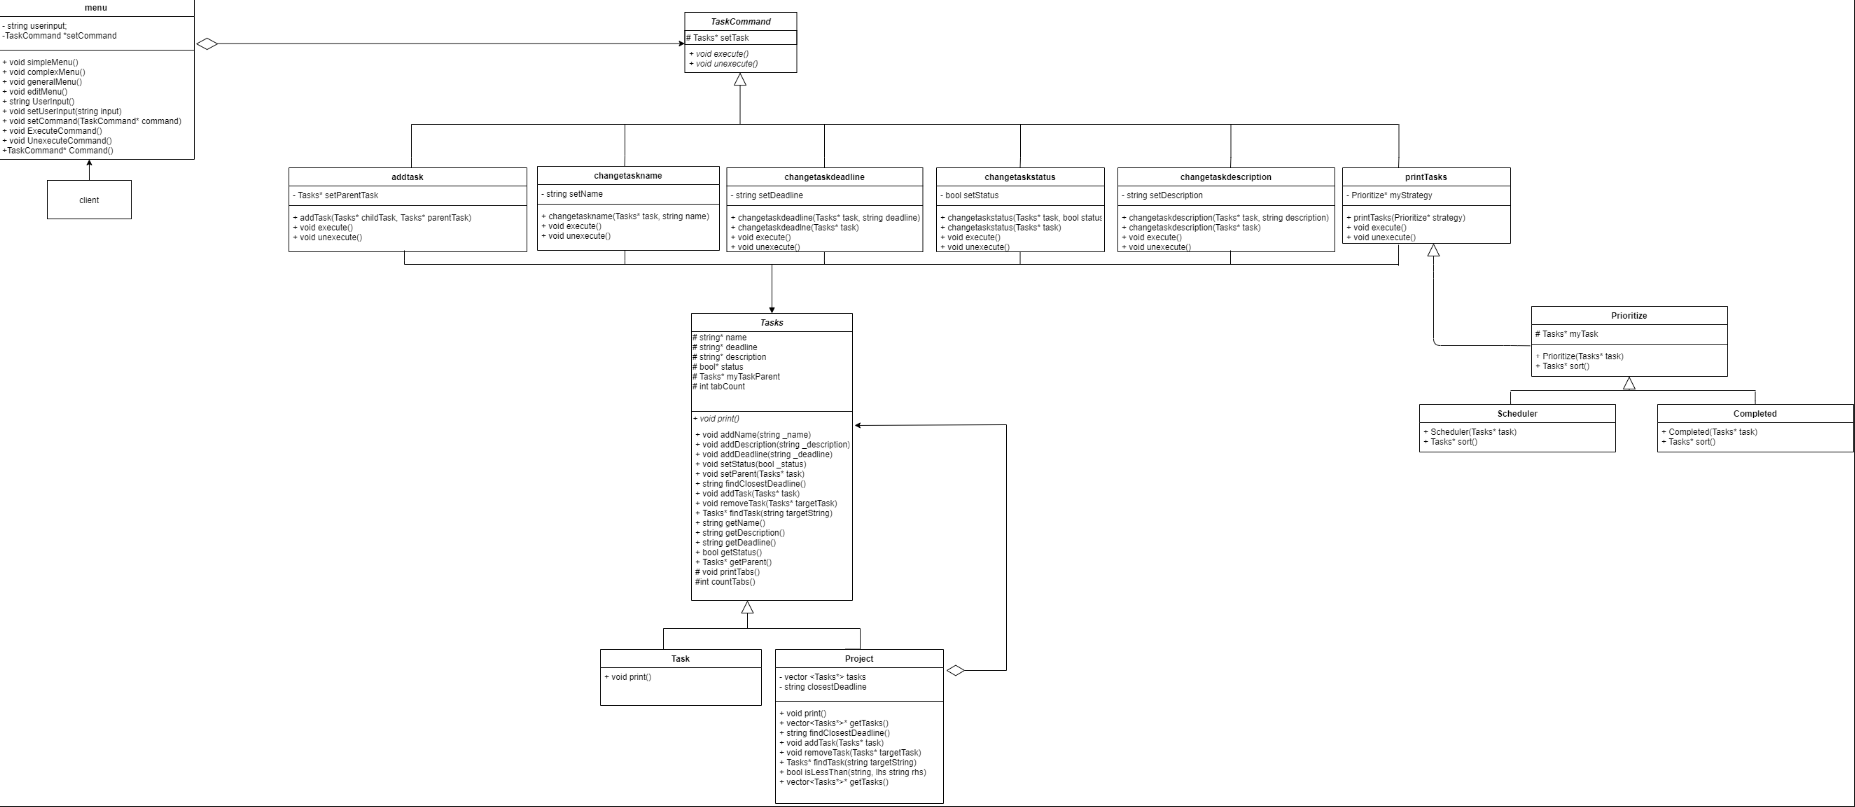 menu
- string userinput;
-TaskCommand *setCommand
+ void simpleMenu()
+ void complexMenu()
+ void generalMenu()
+ void editMenu()
+ string UserInput()
+ void setUserInput(string input)
+ void setCommand(TaskCommand* command)
+ void ExecuteCommand()
+ void UnexecuteCommand()
+TaskCommand* Command()
client
TaskCommand
# Tasks* setTask
+ void execute()
+ void unexecute()
addtask
- Tasks* setParentTask
+ addTask(Tasks* childTask, Tasks* parentTask)
+ void execute()
+ void unexecute()
changetaskname
- string setName
+ changetaskname(Tasks* task, string name)
+ void execute()
+ void unexecute()
changetaskdeadline
- string setDeadline
+ changetaskdeadline(Tasks* task, string deadline)
+ changetaskdeadlne(Tasks* task)
+ void execute()
+ void unexecute()
changetaskstatus
- bool setStatus
+ changetaskstatus(Tasks* task, bool status
+ changetaskstatus(Tasks* task)
+ void execute()
+ void unexecute()
changetaskdescription
- string setDescription
+ changetaskdescription(Tasks* task, string description)
+ changetaskdescription(Tasks* task)
+ void execute()
+ void unexecute()
printTasks
- Prioritize* myStrategy
+ printTasks(Prioritize* strategy)
+ void execute()
+ void unexecute()
Prioritize
# Tasks* myTask
+ Prioritize(Tasks* task)
+ Tasks* sort()
Scheduler
+ Scheduler(Tasks* task)
+ Tasks* sort()
Completed
+ Completed(Tasks* task)
+ Tasks* sort()
Tasks
# string* name
# string* deadline
# string* description
# bool* status
# Tasks* myTaskParent
# int tabCount
+ void print()
+ void addName(string _name)
+ void addDescription(string _description)
+ void addDeadline(string _deadline)
+ void setStatus(bool _status)
+ void setParent(Tasks* task)
+ string findClosestDeadline()
+ void addTask(Tasks* task)
+ void removeTask(Tasks* targetTask)
+ Tasks* findTask(string targetString)
+ string getName()
+ string getDescription()
+ string getDeadline()
+ bool getStatus()
+ Tasks* getParent()
# void printTabs()
#int countTabs()
Task
+ void print()
Project
- vector <Tasks*> tasks
- string closestDeadline
+ void print()
+ vector<Tasks*>* getTasks()
+ string findClosestDeadline()
+ void addTask(Tasks* task)
+ void removeTask(Tasks* targetTask)
+ Tasks* findTask(string targetString)
+ bool isLessThan(string, lhs string rhs)
+ vector<Tasks*>* getTasks()